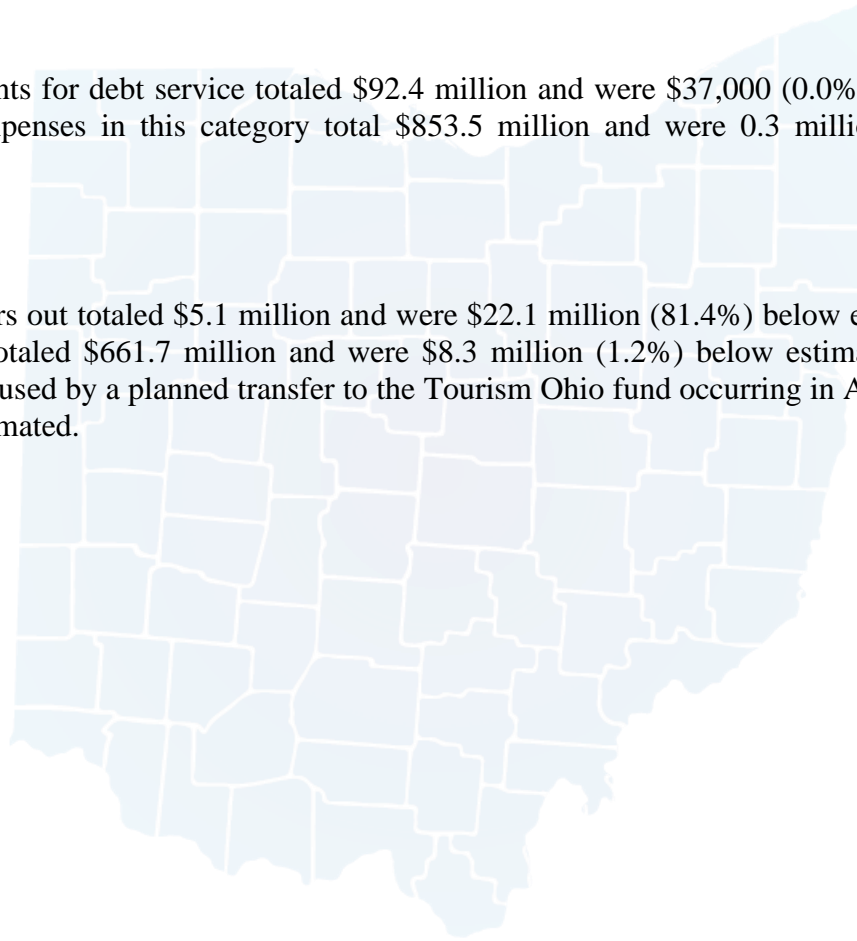 nts for debt service totaled $92.4 million and were $37,000 (0.0%
penses in this category total $853.5 million and were 0.3 milli
rs out totaled $5.1 million and were $22.1 million (81.4%) below e
otaled $661.7 million and were $8.3 million (1.2%) below estima
used by a planned transfer to the Tourism Ohio fund occurring in A
mated.